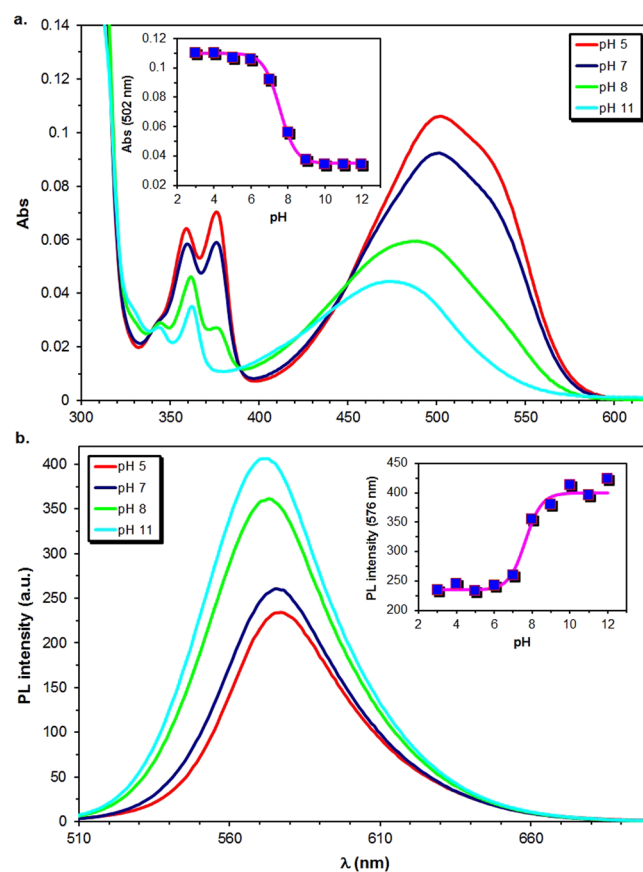 a.
0.14
0.12
0.1
0.08
0.06
0.04
0.02
0
Abs
300 350 400 450 500 550 600
pH 5
pH 7
pH 8
pH 11
0.12
0.1
0.08
0.06
0.04
0.02
Abs (502 nm)
2 4 6 8 10 12
pH
b.
400
350
300
250
200
150
100
50
0
PL intensity (a.u.)
510 560 610 660
λ (nm)
pH 5
pH 7
pH 8
pH 11
450
400
350
300
250
200
PL intensity (576 nm)
2 4 6 8 10 12
pH